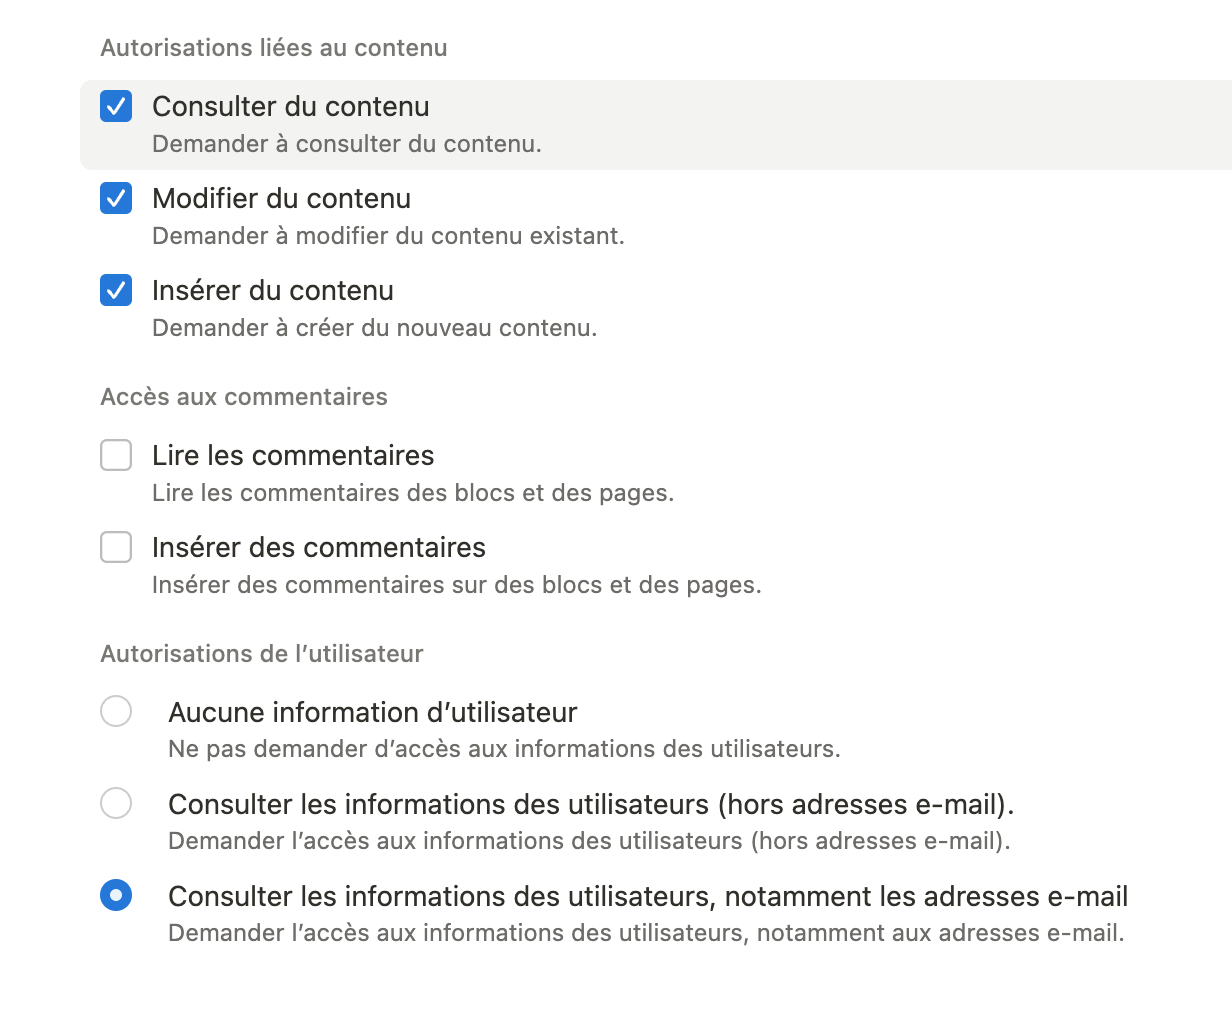 Autorisations liées au contenu
Consulter du contenu
Demander à consulter du contenu.
Modifier du contenu
Demander à modifier du contenu existant.
Insérer du contenu
Demander à créer du nouveau contenu.
Accès aux commentaires
Lire les commentaires
Lire les commentaires des blocs et des pages.
Insérer des commentaires
Insérer des commentaires sur des blocs et des pages.
Autorisations de l’utilisateur
Aucune information d’utilisateur
Ne pas demander d’accès aux informations des utilisateurs.
Consulter les informations des utilisateurs (hors adresses e-mail).
Demander l’accès aux informations des utilisateurs (hors adresses e-mail).
Consulter les informations des utilisateurs, notamment les adresses e-mail
Demander l’accès aux informations des utilisateurs, notamment aux adresses e-mail.